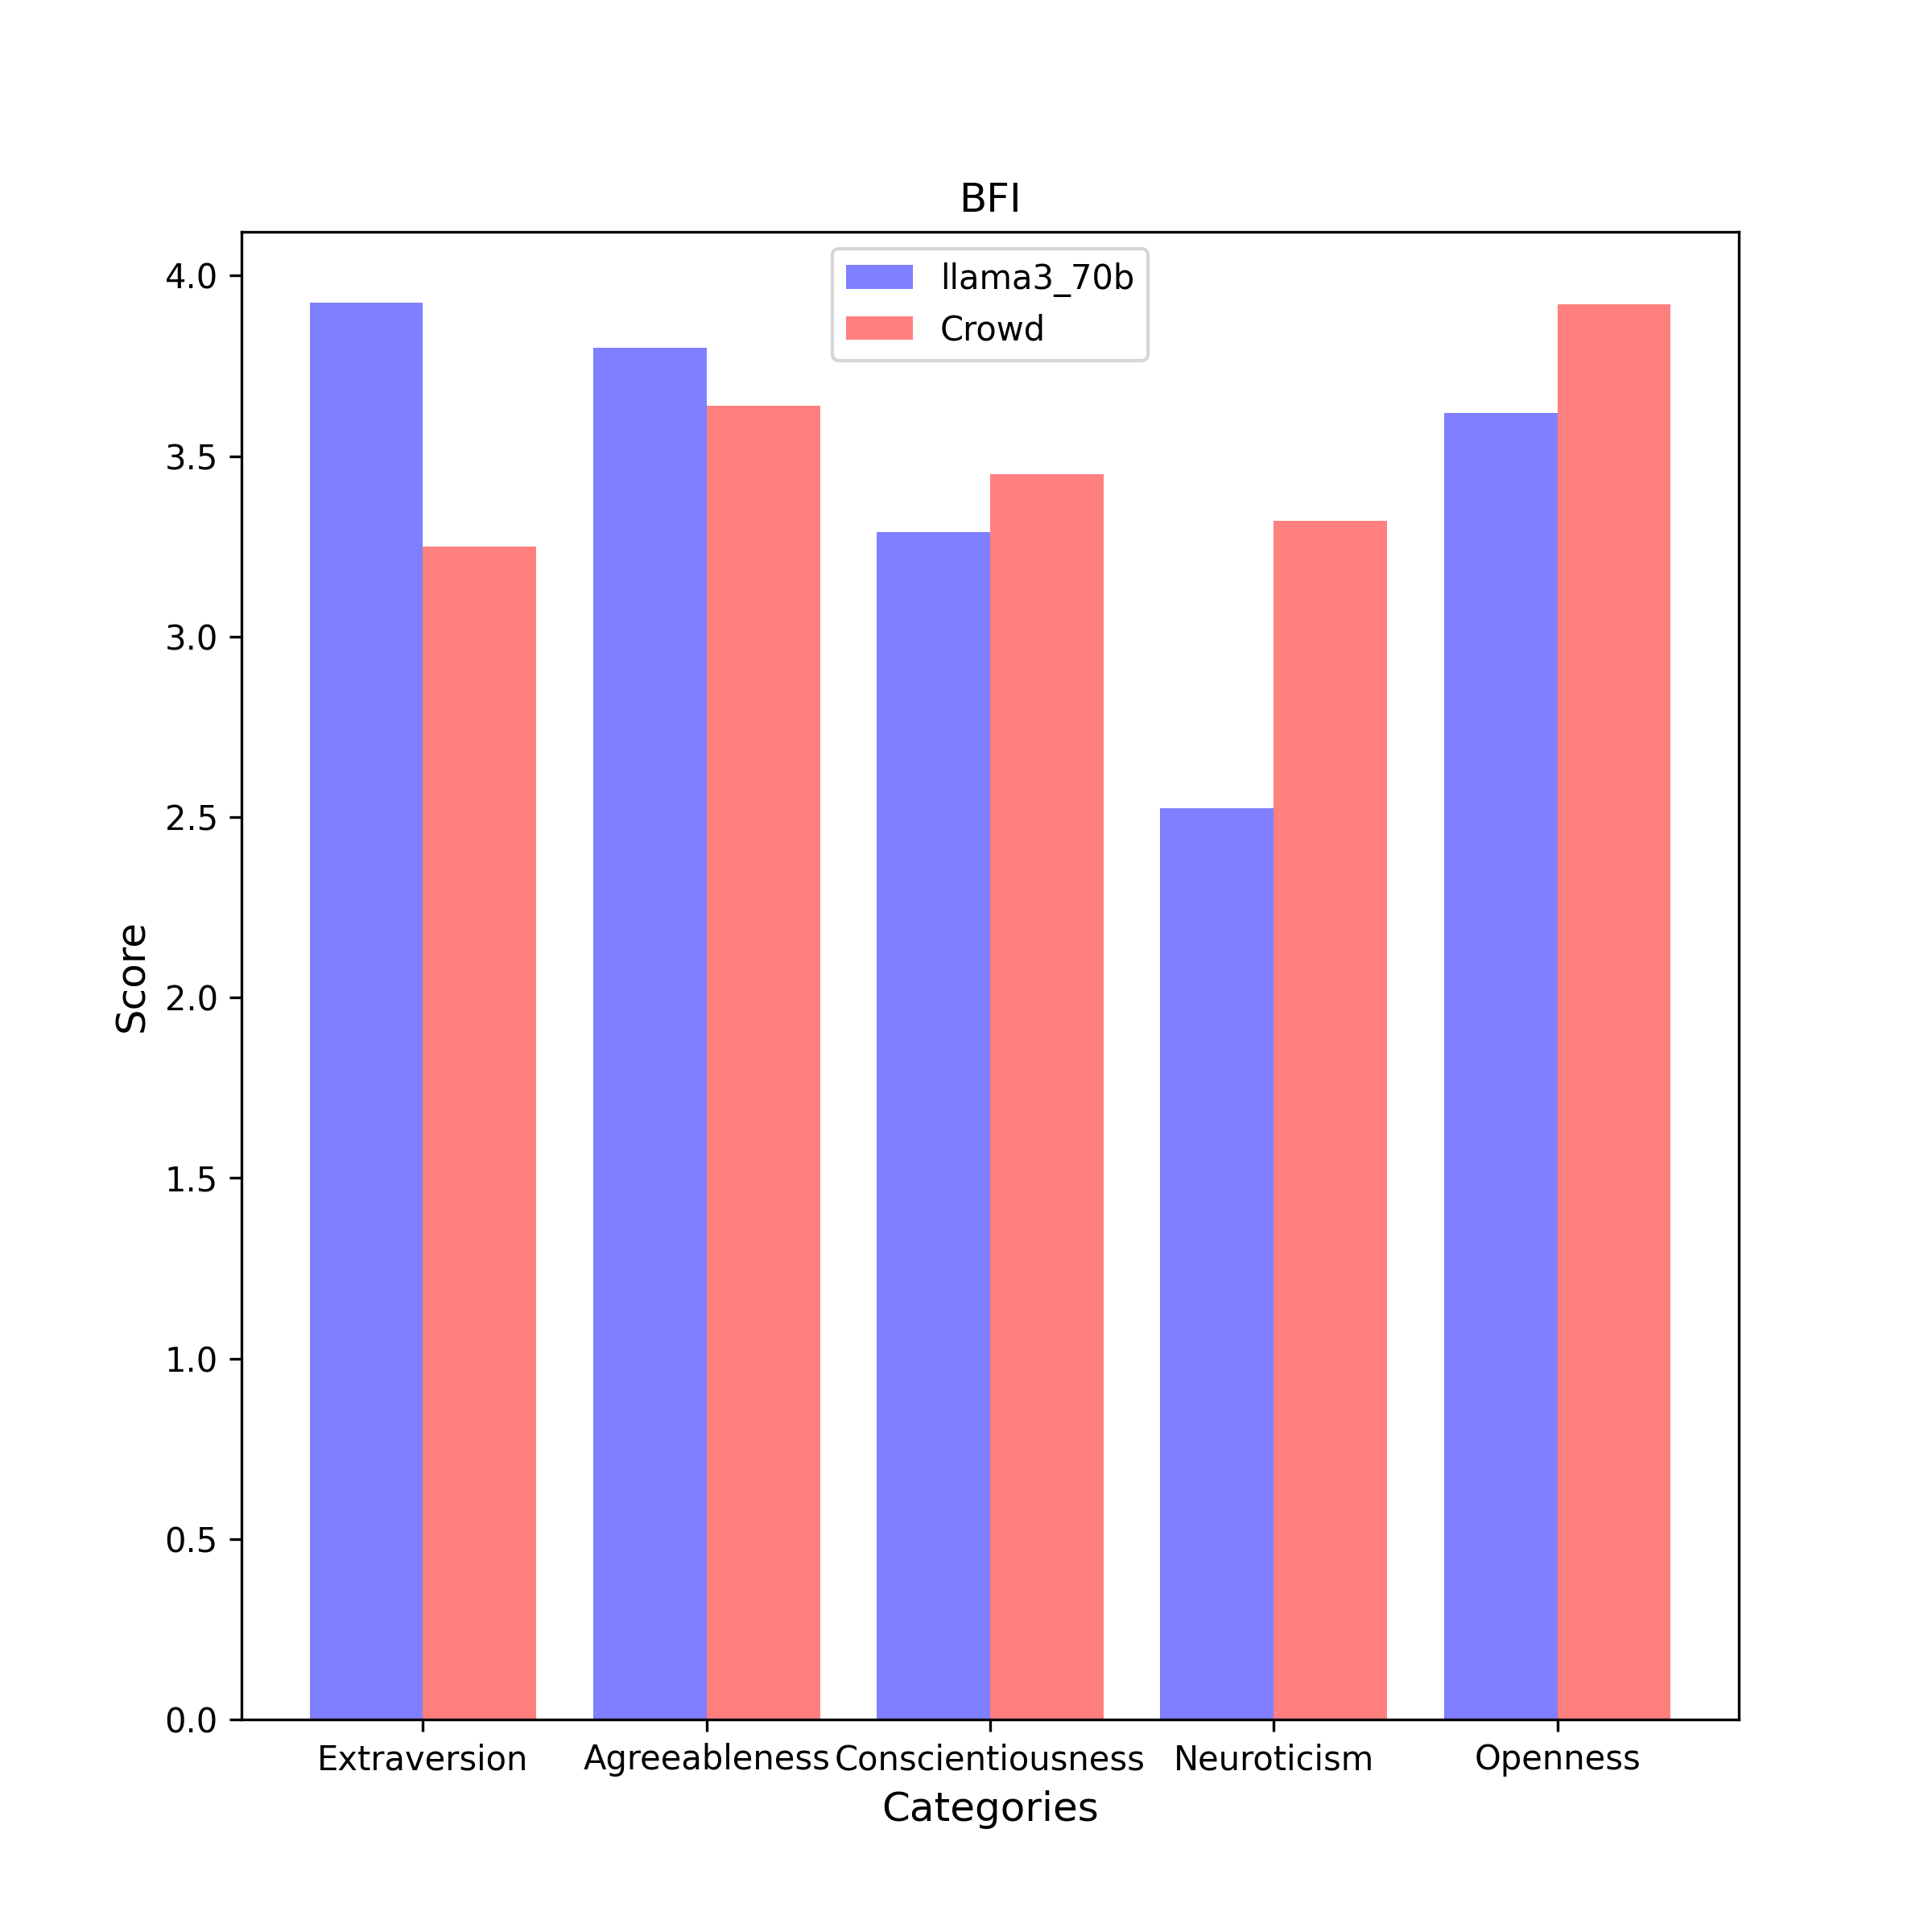 BFI
llama3_70b
Crowd
4.0
3.5
3.0
2.5
2.0
1.5
1.0
0.5
0.0
Score
Extraversion Agreeableness Conscientiousness Neuroticism Openness
Categories